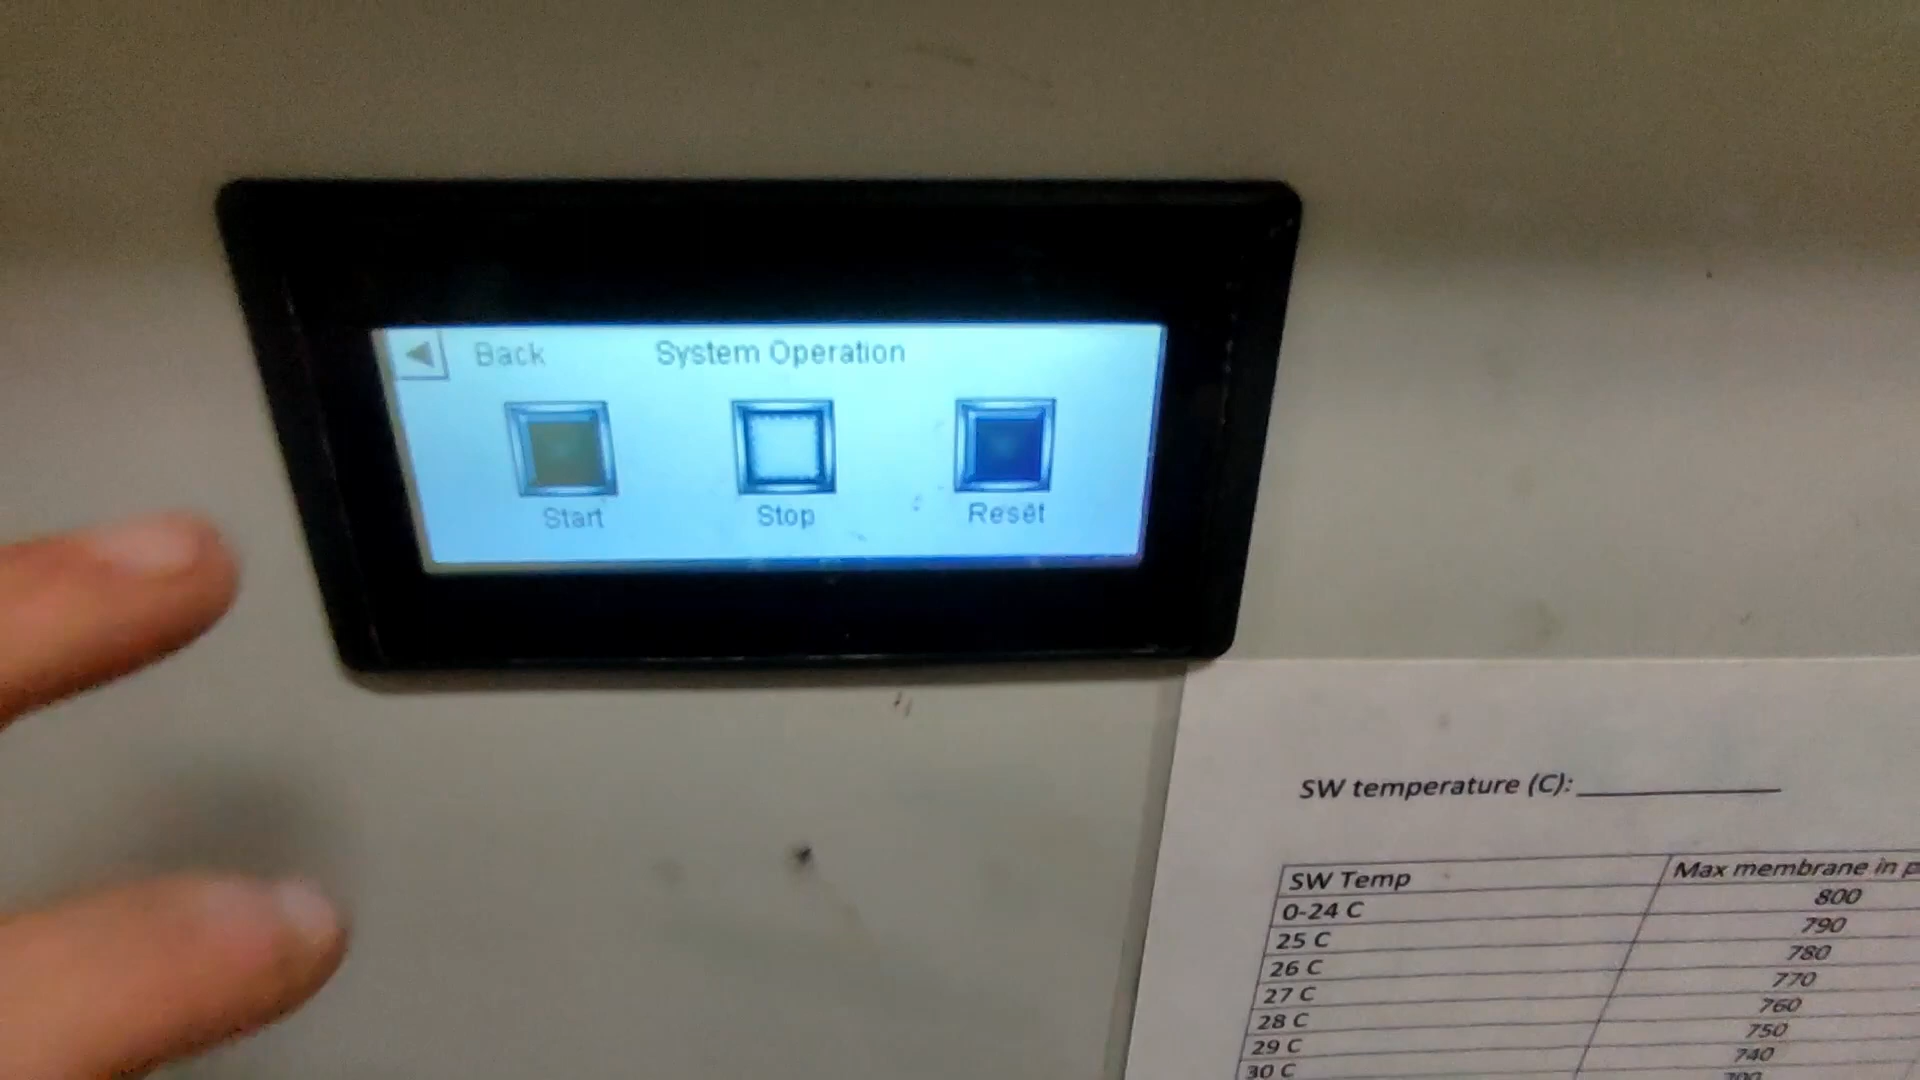 Back
System Operation
Start
Stop
Reset
SW temperature (C):
SW Temp
Max membrane in
0-24 C
800
25 C
790
26 C
780
27 C
770
28 C
760
29 C
750
30 C
740